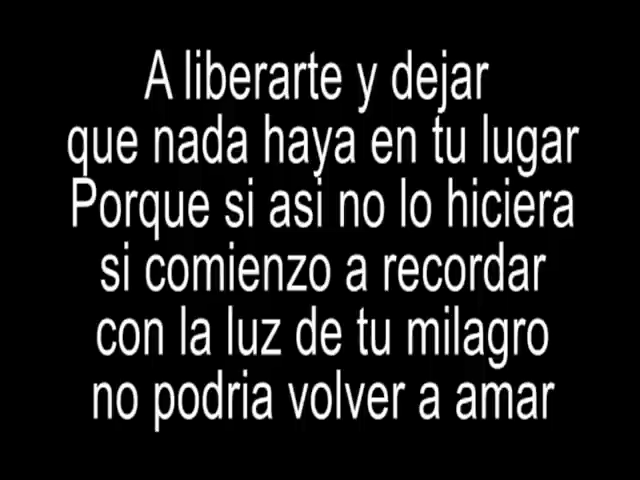 A liberarte y dejar
que nada haya en tu lugar
Porque si asi no lo hiciera
si comienzo a recordar
con la luz de tu milagro
no podria volver a amar